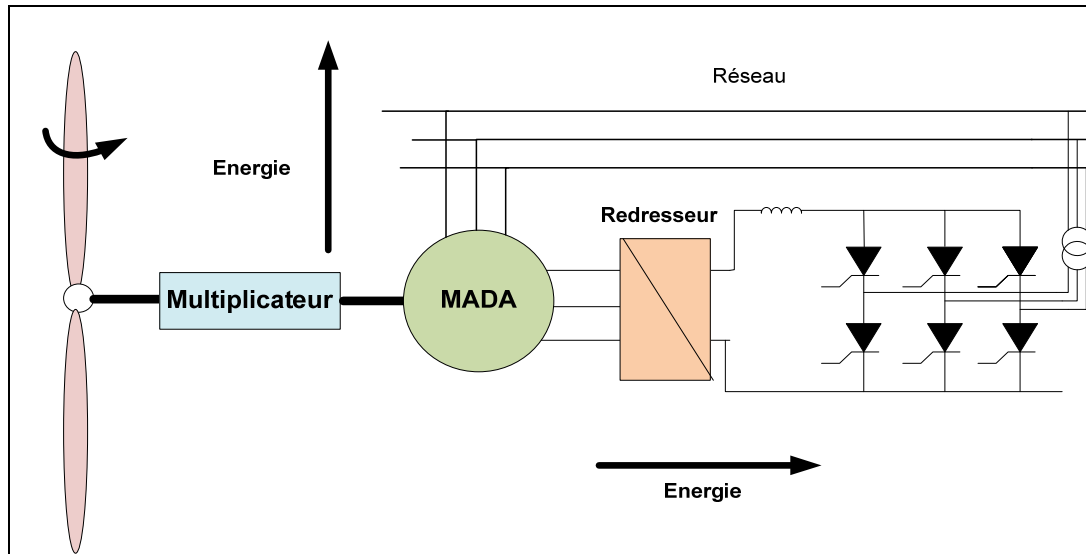 Réseau
Energie
Redresseur
Multiplicateur
MADA
Energie